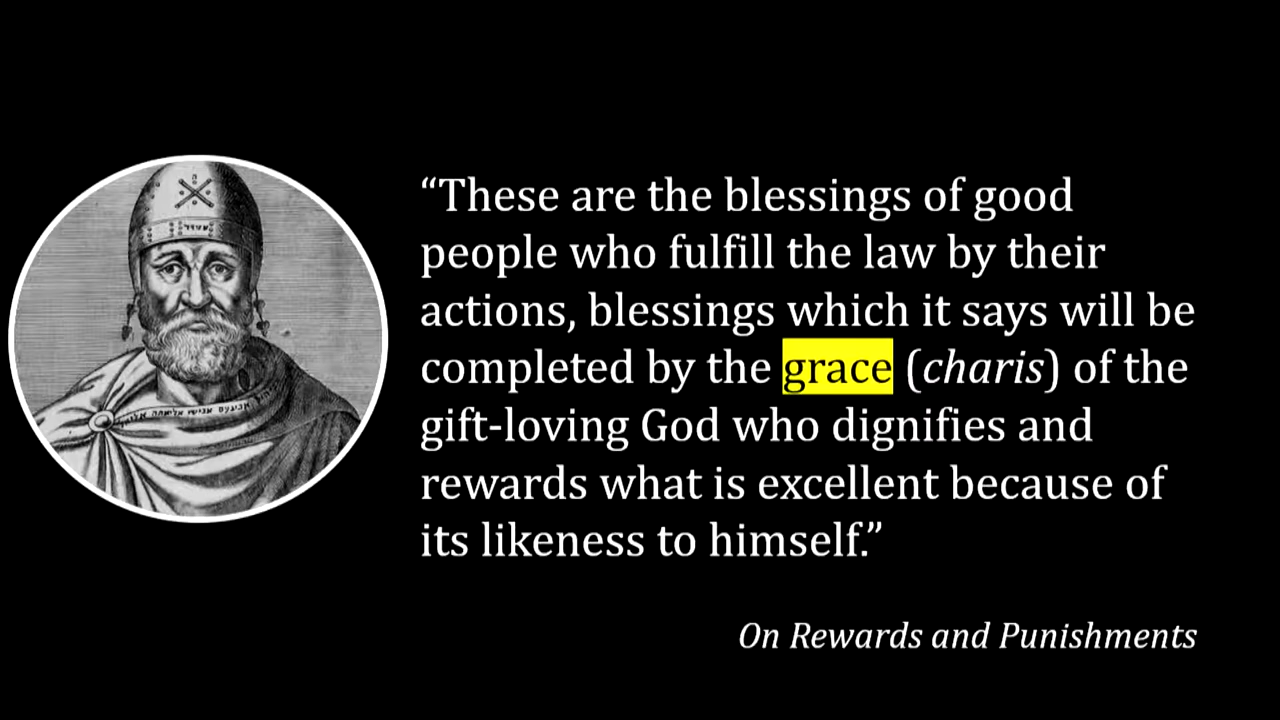 “These are the blessings of good
people who fulfill the law by their
actions, blessings which it says will be
completed by the grace (charis) of the
gift-loving God who dignifies and
rewards what is excellent because of
its likeness to himself.”
On Rewards and Punishments